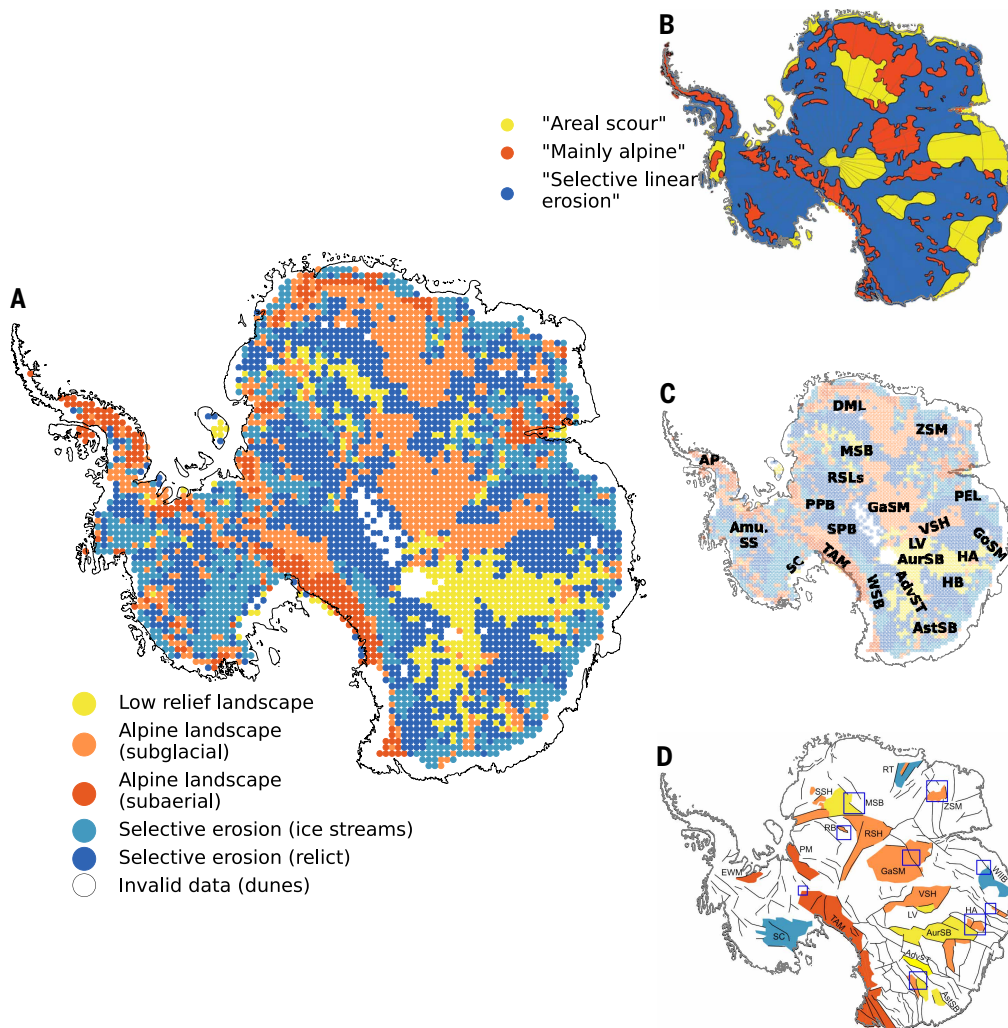 A
Low relief landscape
Alpine landscape
(subglacial)
Alpine landscape
(subaerial)
Selective erosion (ice streams)
Selective erosion (relict)
Invalid data (dunes)
B
"Areal scour"
"Mainly alpine"
"Selective linear
erosion"
C
DML
ZSM
MSB
AP
RSLs
PEL
PPB
GaSM
VSH
GoSM
Amu.
SS
SPB
LV
TAM
AurSB
HA
SC
WSB
AdvST
HB
AstSB
D
RT
SSH
MSB
ZSM
RB
RSH
PM
GaSM
WilB
EWM
VSH
LV
HA
TAM
AurSB
SC
AdvST
AstSB